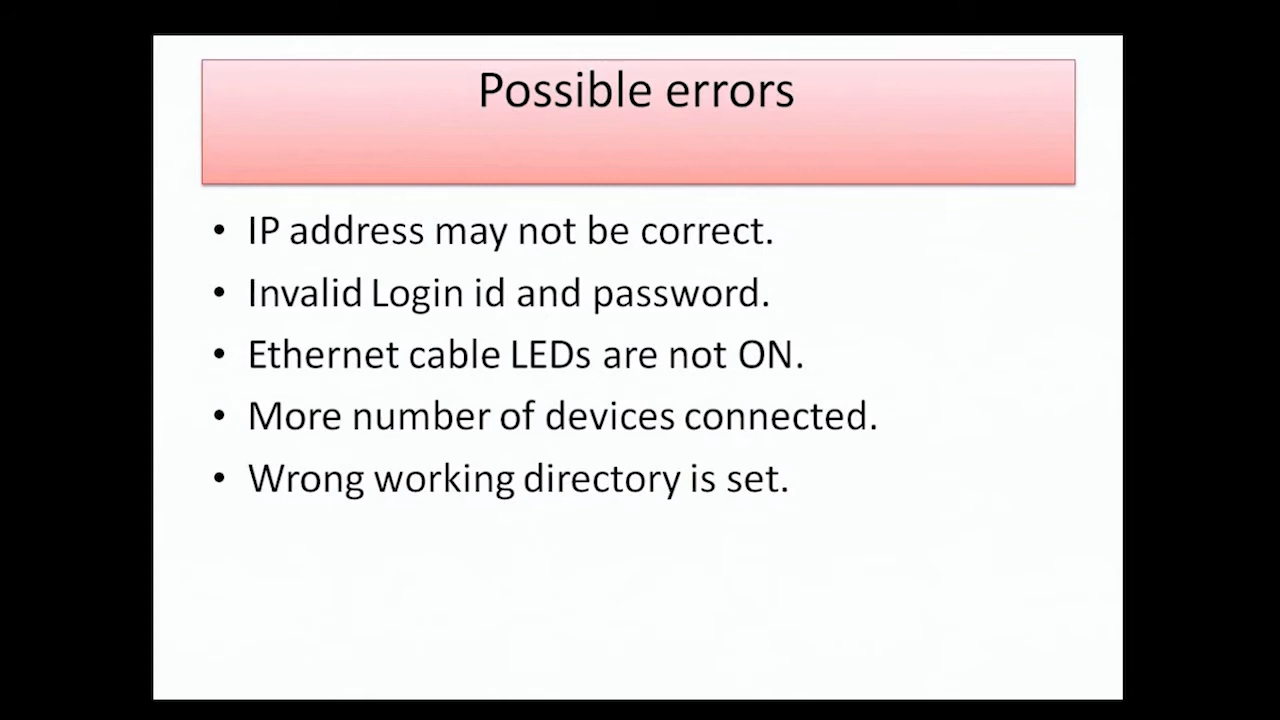 Possible errors
• IP address may not be correct.
• Invalid Login id and password.
• Ethernet cable LEDs are not ON.
• More number of devices connected.
• Wrong working directory is set.